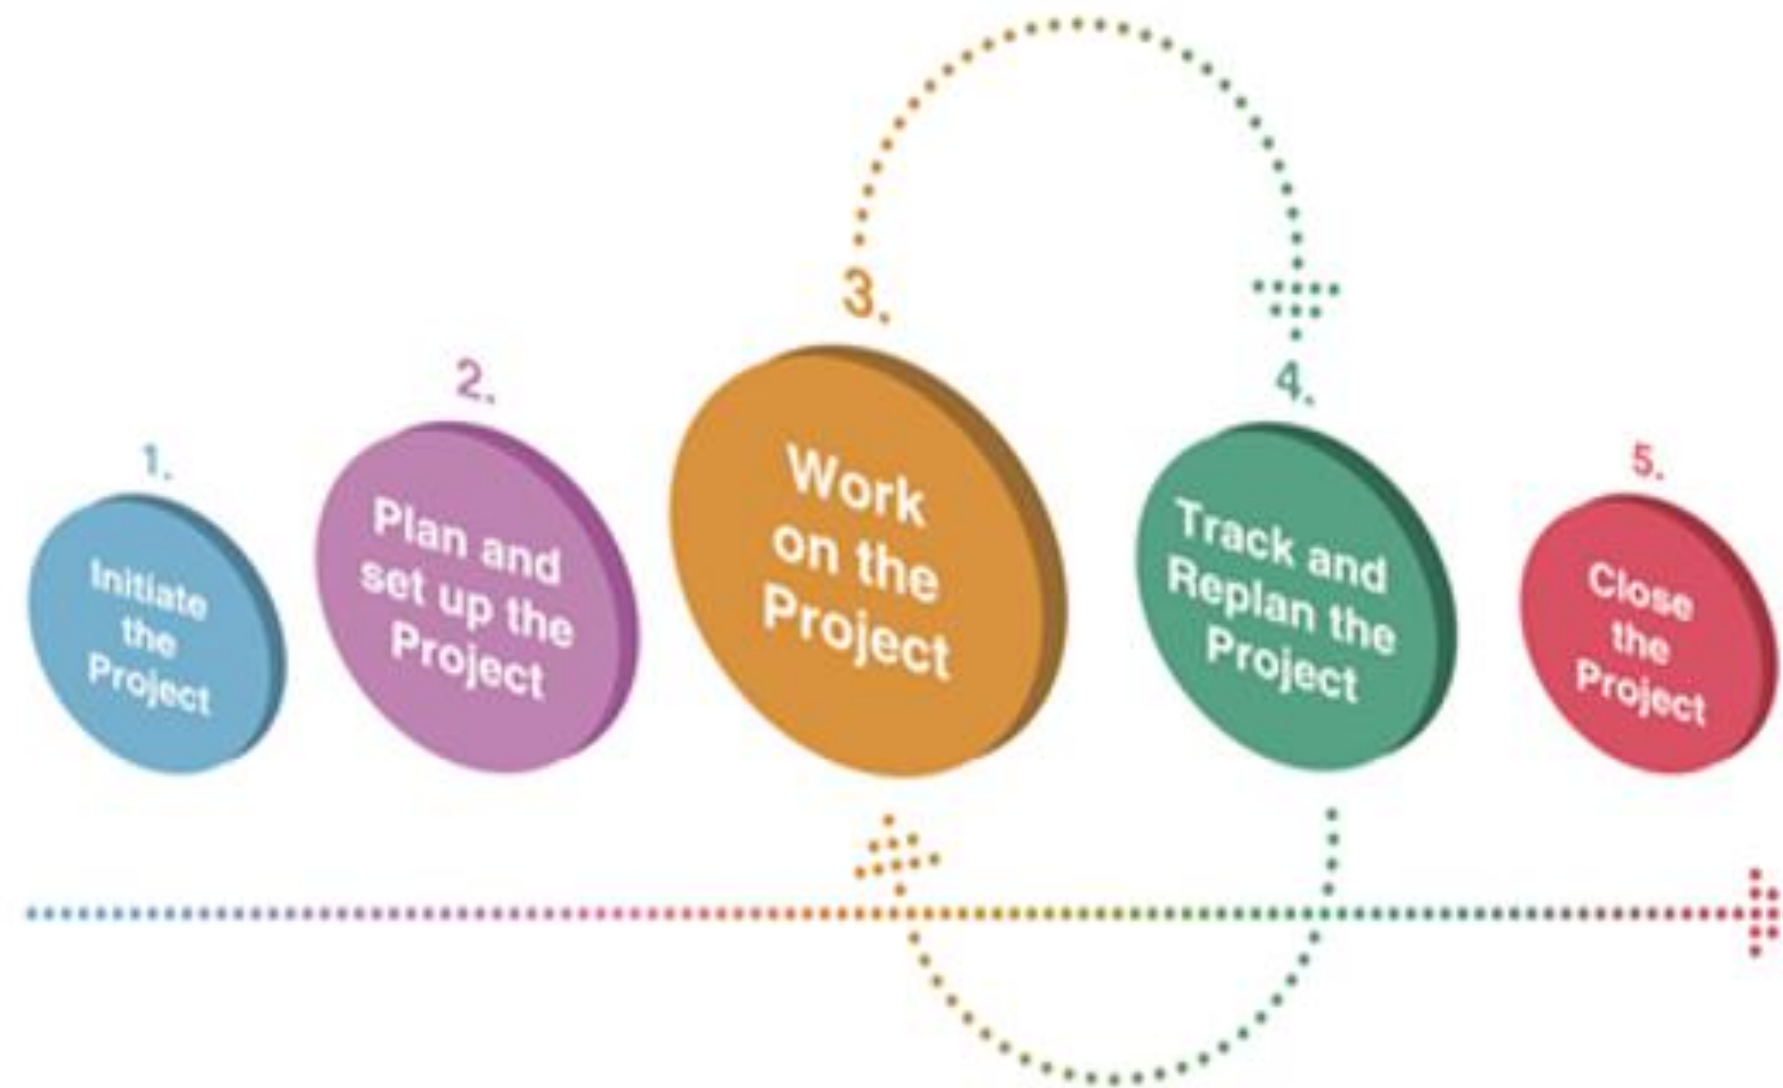 1.
Initiate
the
Project
2.
Plan and
set up the
Project
3.
Work
on the
Project
4.
Track and
Replan the
Project
5.
Close
the
Project